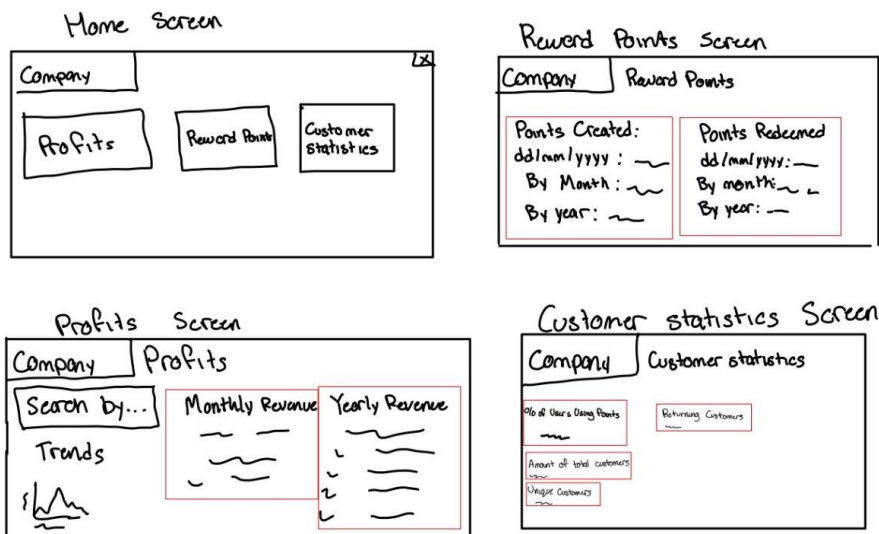 Home Screen
Company
X
Profits
Reward Points
Customer
Statistics
Reward Points Screen
Company
Reward Points
Points Created:
dd/mm/yyyy :
By Month :
By year :
Points Redeemed
dd/mm/yyyy:
By month:
By year:
Profits Screen
Company
Profits
Search by...
Trends
$
Monthly Revenue
Yearly Revenue
Customer statistics Screen
Company
Customer statistics
% of Users Using Points
Returning Customers
Amount of total customers
Unique Customers